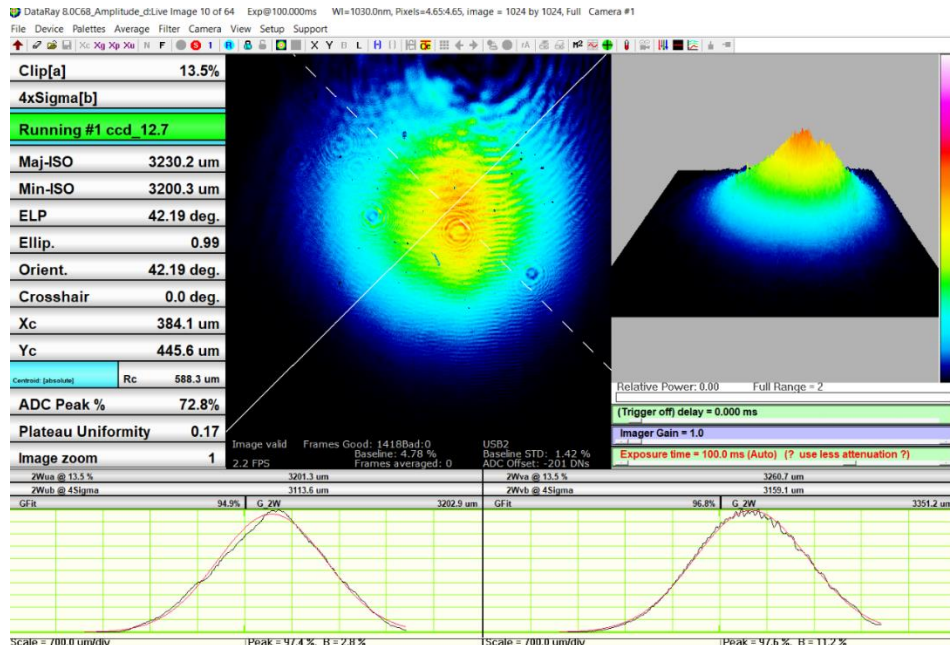 DataRay 8.0C68_Amplitude_d:Live Image 10 of 64 Exp@100.000ms Wl=1030.0nm, Pixels=4.65:4.65, image = 1024 by 1024, Full Camera #1
File Device Palettes Average Filter Camera View Setup Support
Xc Xg Xp Xu N F S 1 R X Y B L H rA M²
Clip[a] 13.5%
4xSigma[b]
Running #1 ccd_12.7
Maj-ISO 3230.2 um
Min-ISO 3200.3 um
ELP 42.19 deg.
Ellip. 0.99
Orient. 42.19 deg.
Crosshair 0.0 deg.
Xc 384.1 um
Yc 445.6 um
Centroid: [absolute] Rc 588.3 um
ADC Peak % 72.8%
Plateau Uniformity 0.17
Image zoom 1
Image valid Frames Good: 1418Bad:0 USB2
Baseline: 4.78 % Baseline STD: 1.42 %
2.2 FPS Frames averaged: 0 ADC Offset: -201 DNs
Relative Power: 0.00 Full Range = 2
(Trigger off) delay = 0.000 ms
Imager Gain = 1.0
Exposure time = 100.0 ms (Auto) (? use less attenuation ?)
2Wua @ 13.5 % 3201.3 um 2Wva @ 13.5 % 3260.7 um
2Wub @ 4Sigma 3113.6 um 2Wvb @ 4Sigma 3159.1 um
GFit 94.9% G_2W 3202.9 um GFit 96.8% G_2W 3351.2 um
Scale = 700.0 um/div Peak = 97.4 %, B = 2.8 % Scale = 700.0 um/div Peak = 97.6 %, B = 11.2 %